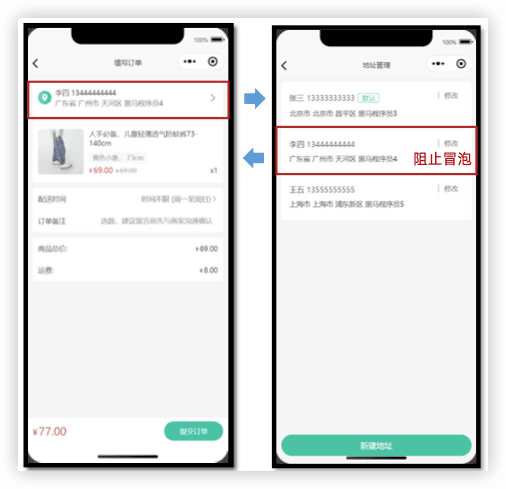 100%
填写订单
李四 13444444444
广东省 广州市 天河区 黑马程序员4
人手必备,儿童轻薄透气防蚊裤73-
140cm
73cm
¥69.00 ¥69.00
x1
配送时间
时间不限 (周一至周日)
订单备注
选题,建议留言前先与商家沟通确认
商品总价:
¥69.00
运费:
¥8.00
¥77.00
提交订单
100%
地址管理
张三 13333333333 默认
修改
北京市 北京市 昌平区 黑马程序员3
李四 13444444444
修改
广东省 广州市 天河区 黑马程序员4
阻止冒泡
王五 13555555555
修改
上海市 上海市 浦东新区 黑马程序员5
新建地址